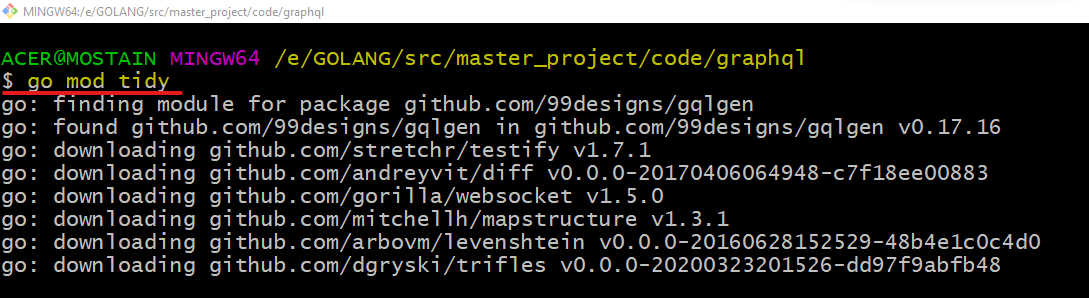 MINGW64:/e/GOLANG/src/master_project/code/graphql
ACER@MOSTAIN MINGW64 /e/GOLANG/src/master_project/code/graphql
$ go mod tidy
go: finding module for package github.com/99designs/gqlgen
go: found github.com/99designs/gqlgen in github.com/99designs/gqlgen v0.17.16
go: downloading github.com/stretchr/testify v1.7.1
go: downloading github.com/andreyvit/diff v0.0.0-20170406064948-c7f18ee00883
go: downloading github.com/gorilla/websocket v1.5.0
go: downloading github.com/mitchellh/mapstructure v1.3.1
go: downloading github.com/arbovm/levenshtein v0.0.0-20160628152529-48b4e1c0c4d0
go: downloading github.com/dgryski/trifles v0.0.0-20200323201526-dd97f9abfb48